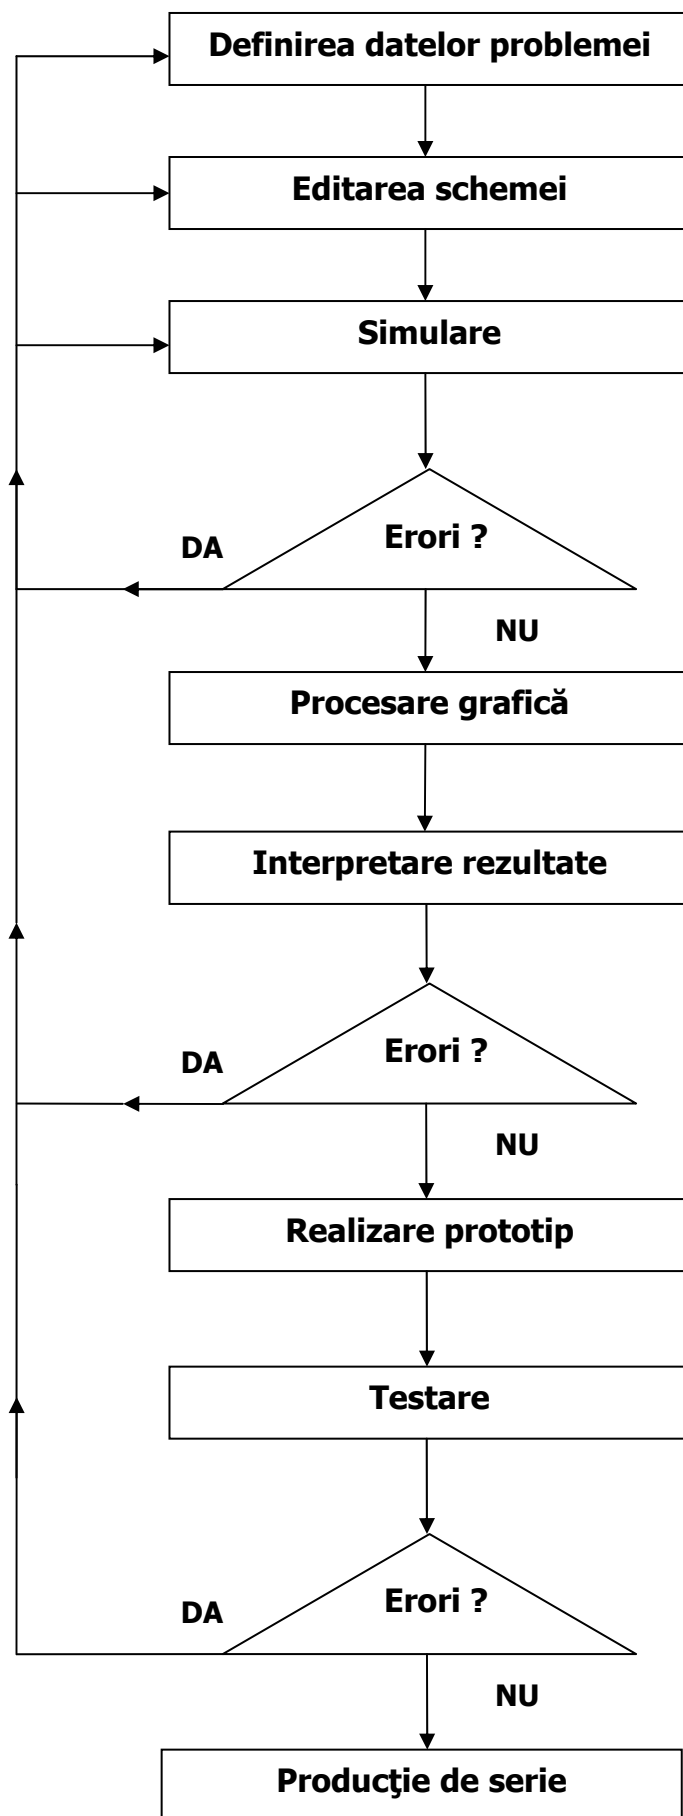 Definirea datelor problemei
Editarea schemei
Simulare
Erori ?
DA
NU
Procesare grafică
Interpretare rezultate
Erori ?
DA
NU
Realizare prototip
Testare
Erori ?
DA
NU
Producţie de serie